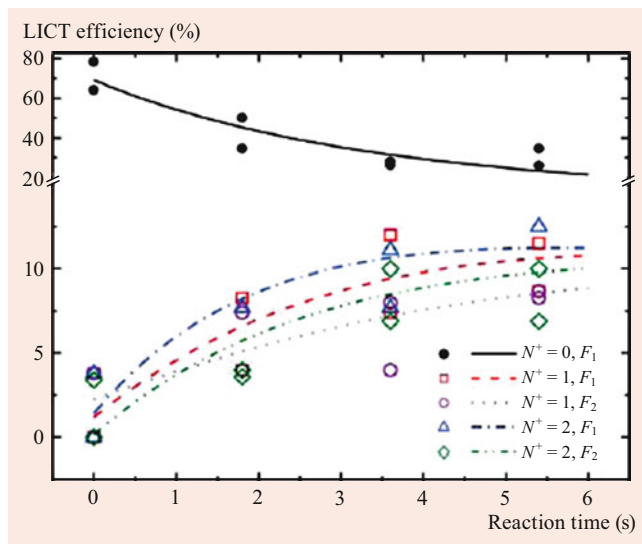 LICT efficiency (%)
80
60
40
20
10
5
0
N⁺ = 0, F₁
N⁺ = 1, F₁
N⁺ = 1, F₂
N⁺ = 2, F₁
N⁺ = 2, F₂
0 1 2 3 4 5 6
Reaction time (s)